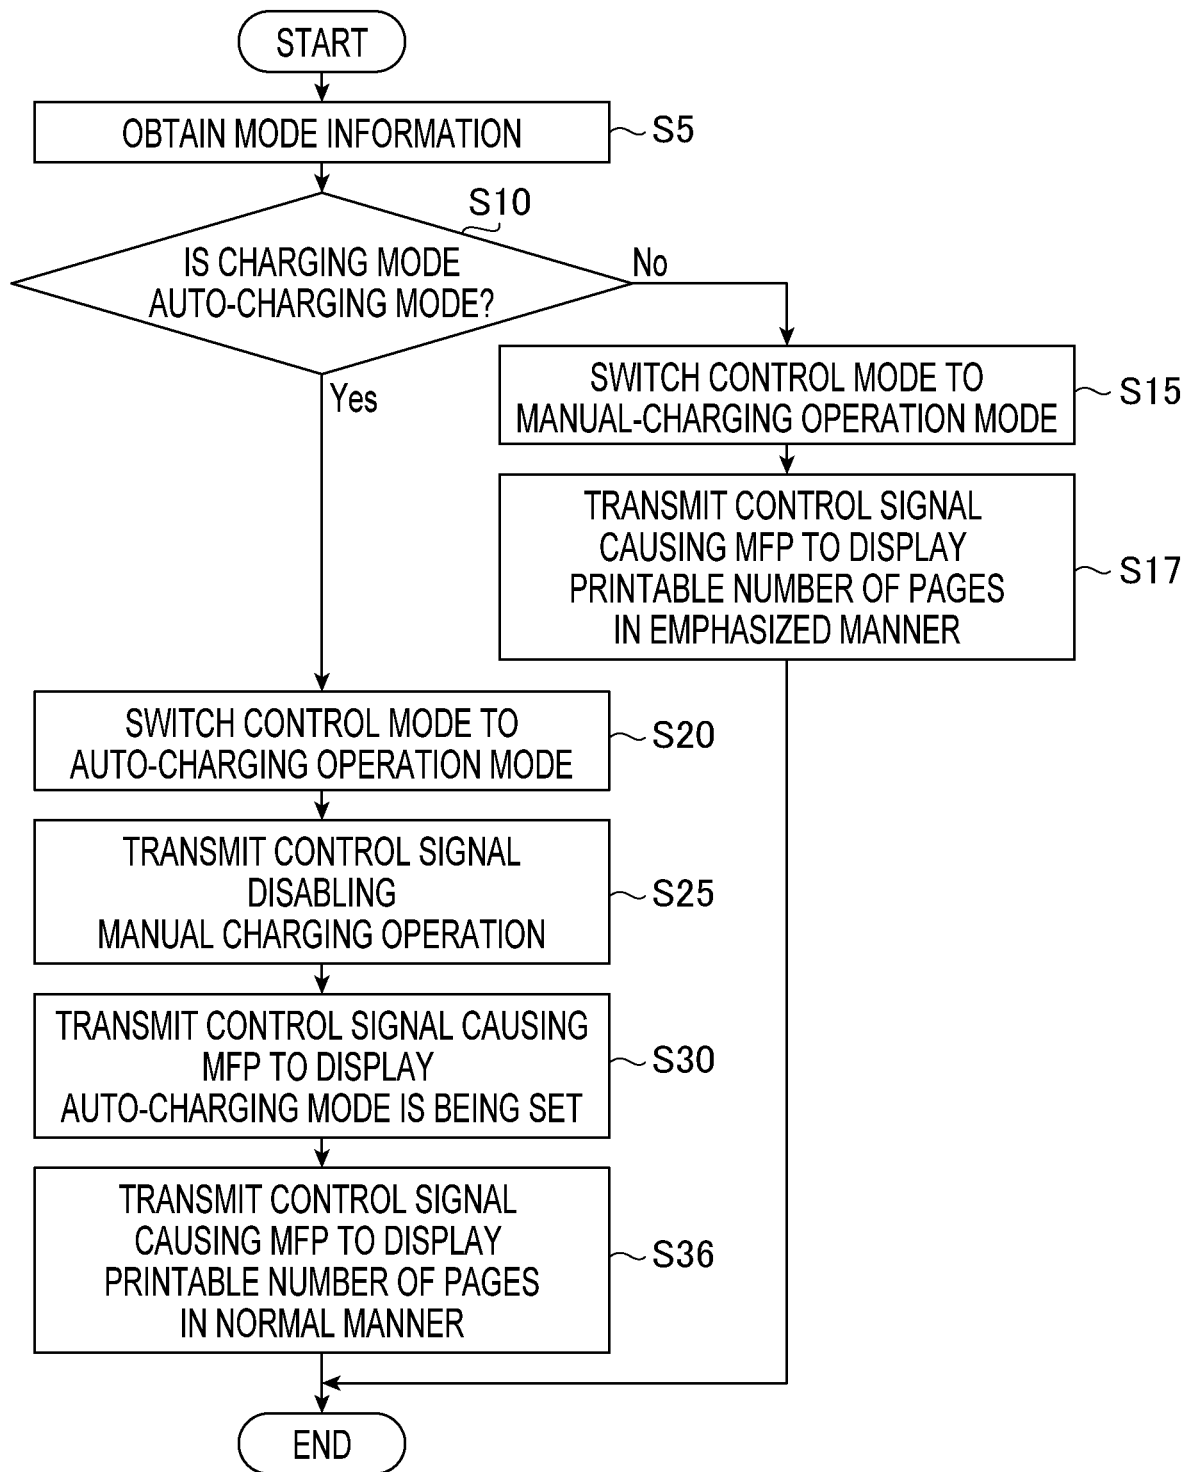 START
OBTAIN MODE INFORMATION
S5
S10
IS CHARGING MODE
AUTO-CHARGING MODE?
No
Yes
SWITCH CONTROL MODE TO
MANUAL-CHARGING OPERATION MODE
S15
TRANSMIT CONTROL SIGNAL
CAUSING MFP TO DISPLAY
PRINTABLE NUMBER OF PAGES
IN EMPHASIZED MANNER
S17
SWITCH CONTROL MODE TO
AUTO-CHARGING OPERATION MODE
S20
TRANSMIT CONTROL SIGNAL
DISABLING
MANUAL CHARGING OPERATION
S25
TRANSMIT CONTROL SIGNAL CAUSING
MFP TO DISPLAY
AUTO-CHARGING MODE IS BEING SET
S30
TRANSMIT CONTROL SIGNAL
CAUSING MFP TO DISPLAY
PRINTABLE NUMBER OF PAGES
IN NORMAL MANNER
S36
END